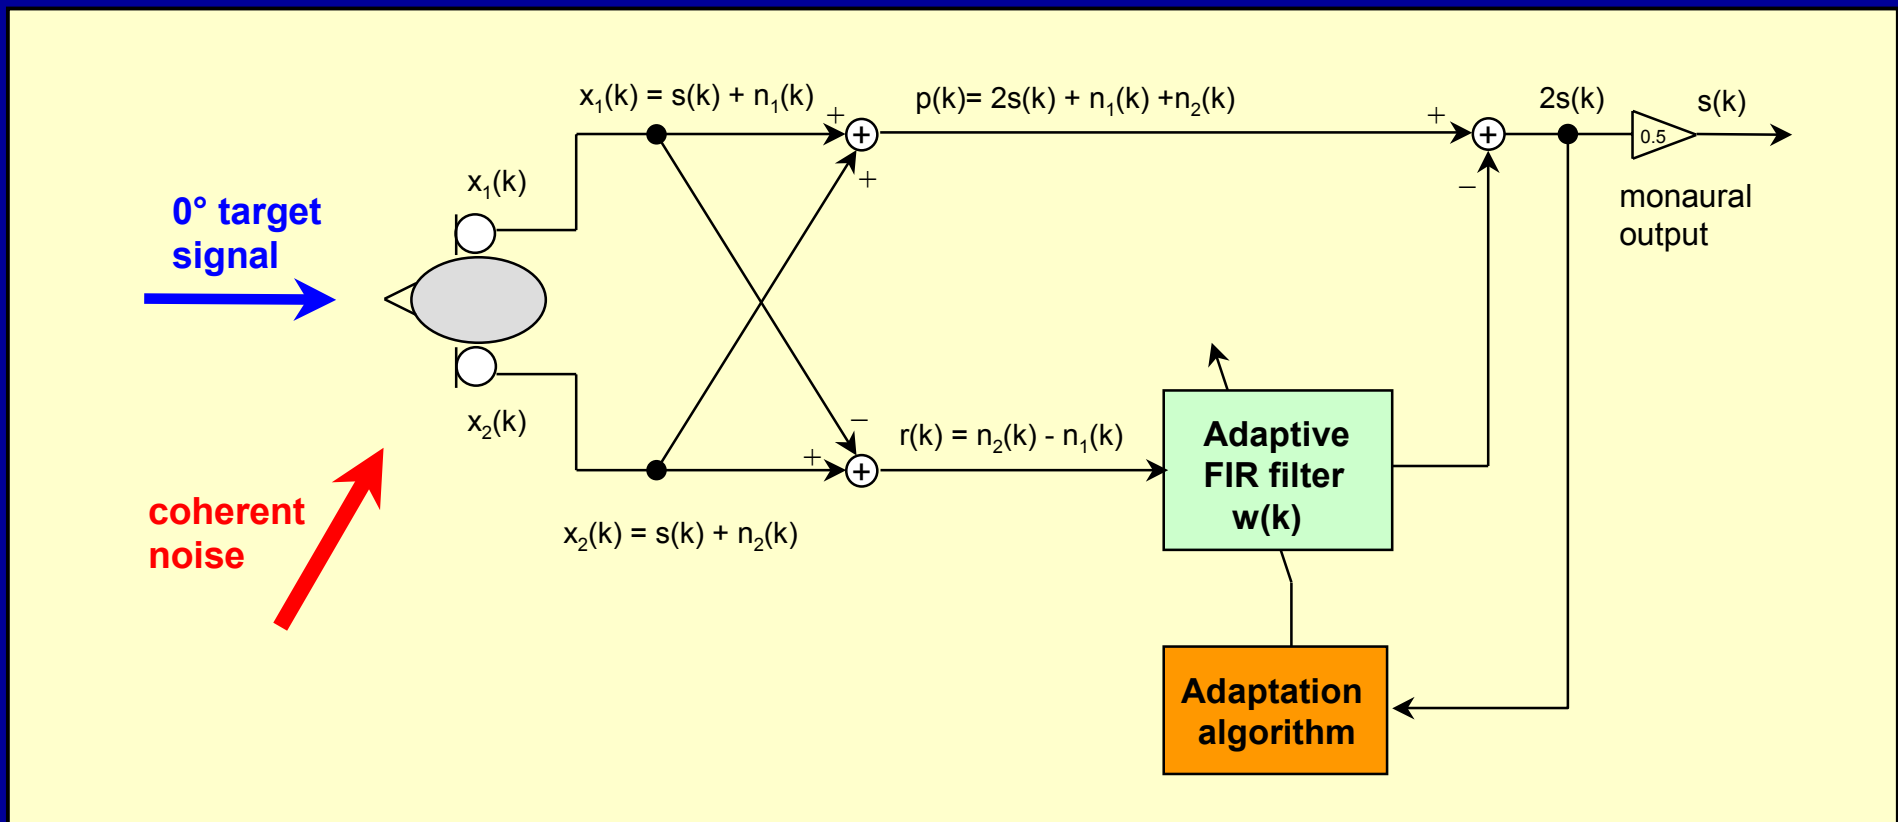 x₁(k) = s(k) + n₁(k)
+
p(k)= 2s(k) + n₁(k) +n₂(k)
+
2s(k)
s(k)
+
+
0.5
+
−
x₁(k)
0° target
signal
monaural
output
x₂(k)
−
+
+
r(k) = n₂(k) - n₁(k)
Adaptive
FIR filter
w(k)
coherent
noise
x₂(k) = s(k) + n₂(k)
Adaptation
algorithm